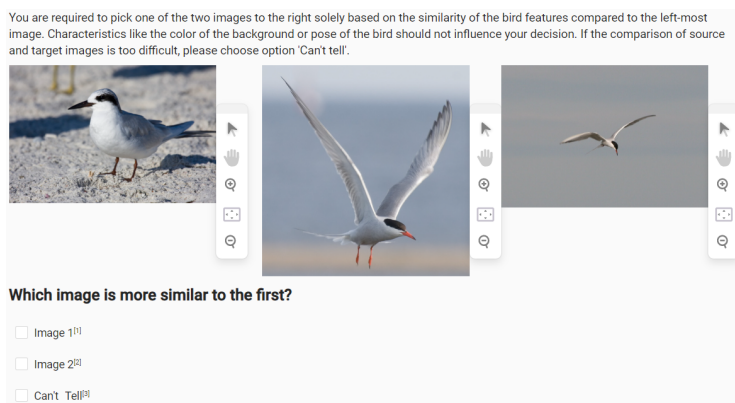 You are required to pick one of the two images to the right solely based on the similarity of the bird features compared to the left-most
image. Characteristics like the color of the background or pose of the bird should not influence your decision. If the comparison of source
and target images is too difficult, please choose option 'Can't tell'.
Which image is more similar to the first?
Image 1[1]
Image 2[2]
Can't Tell[3]